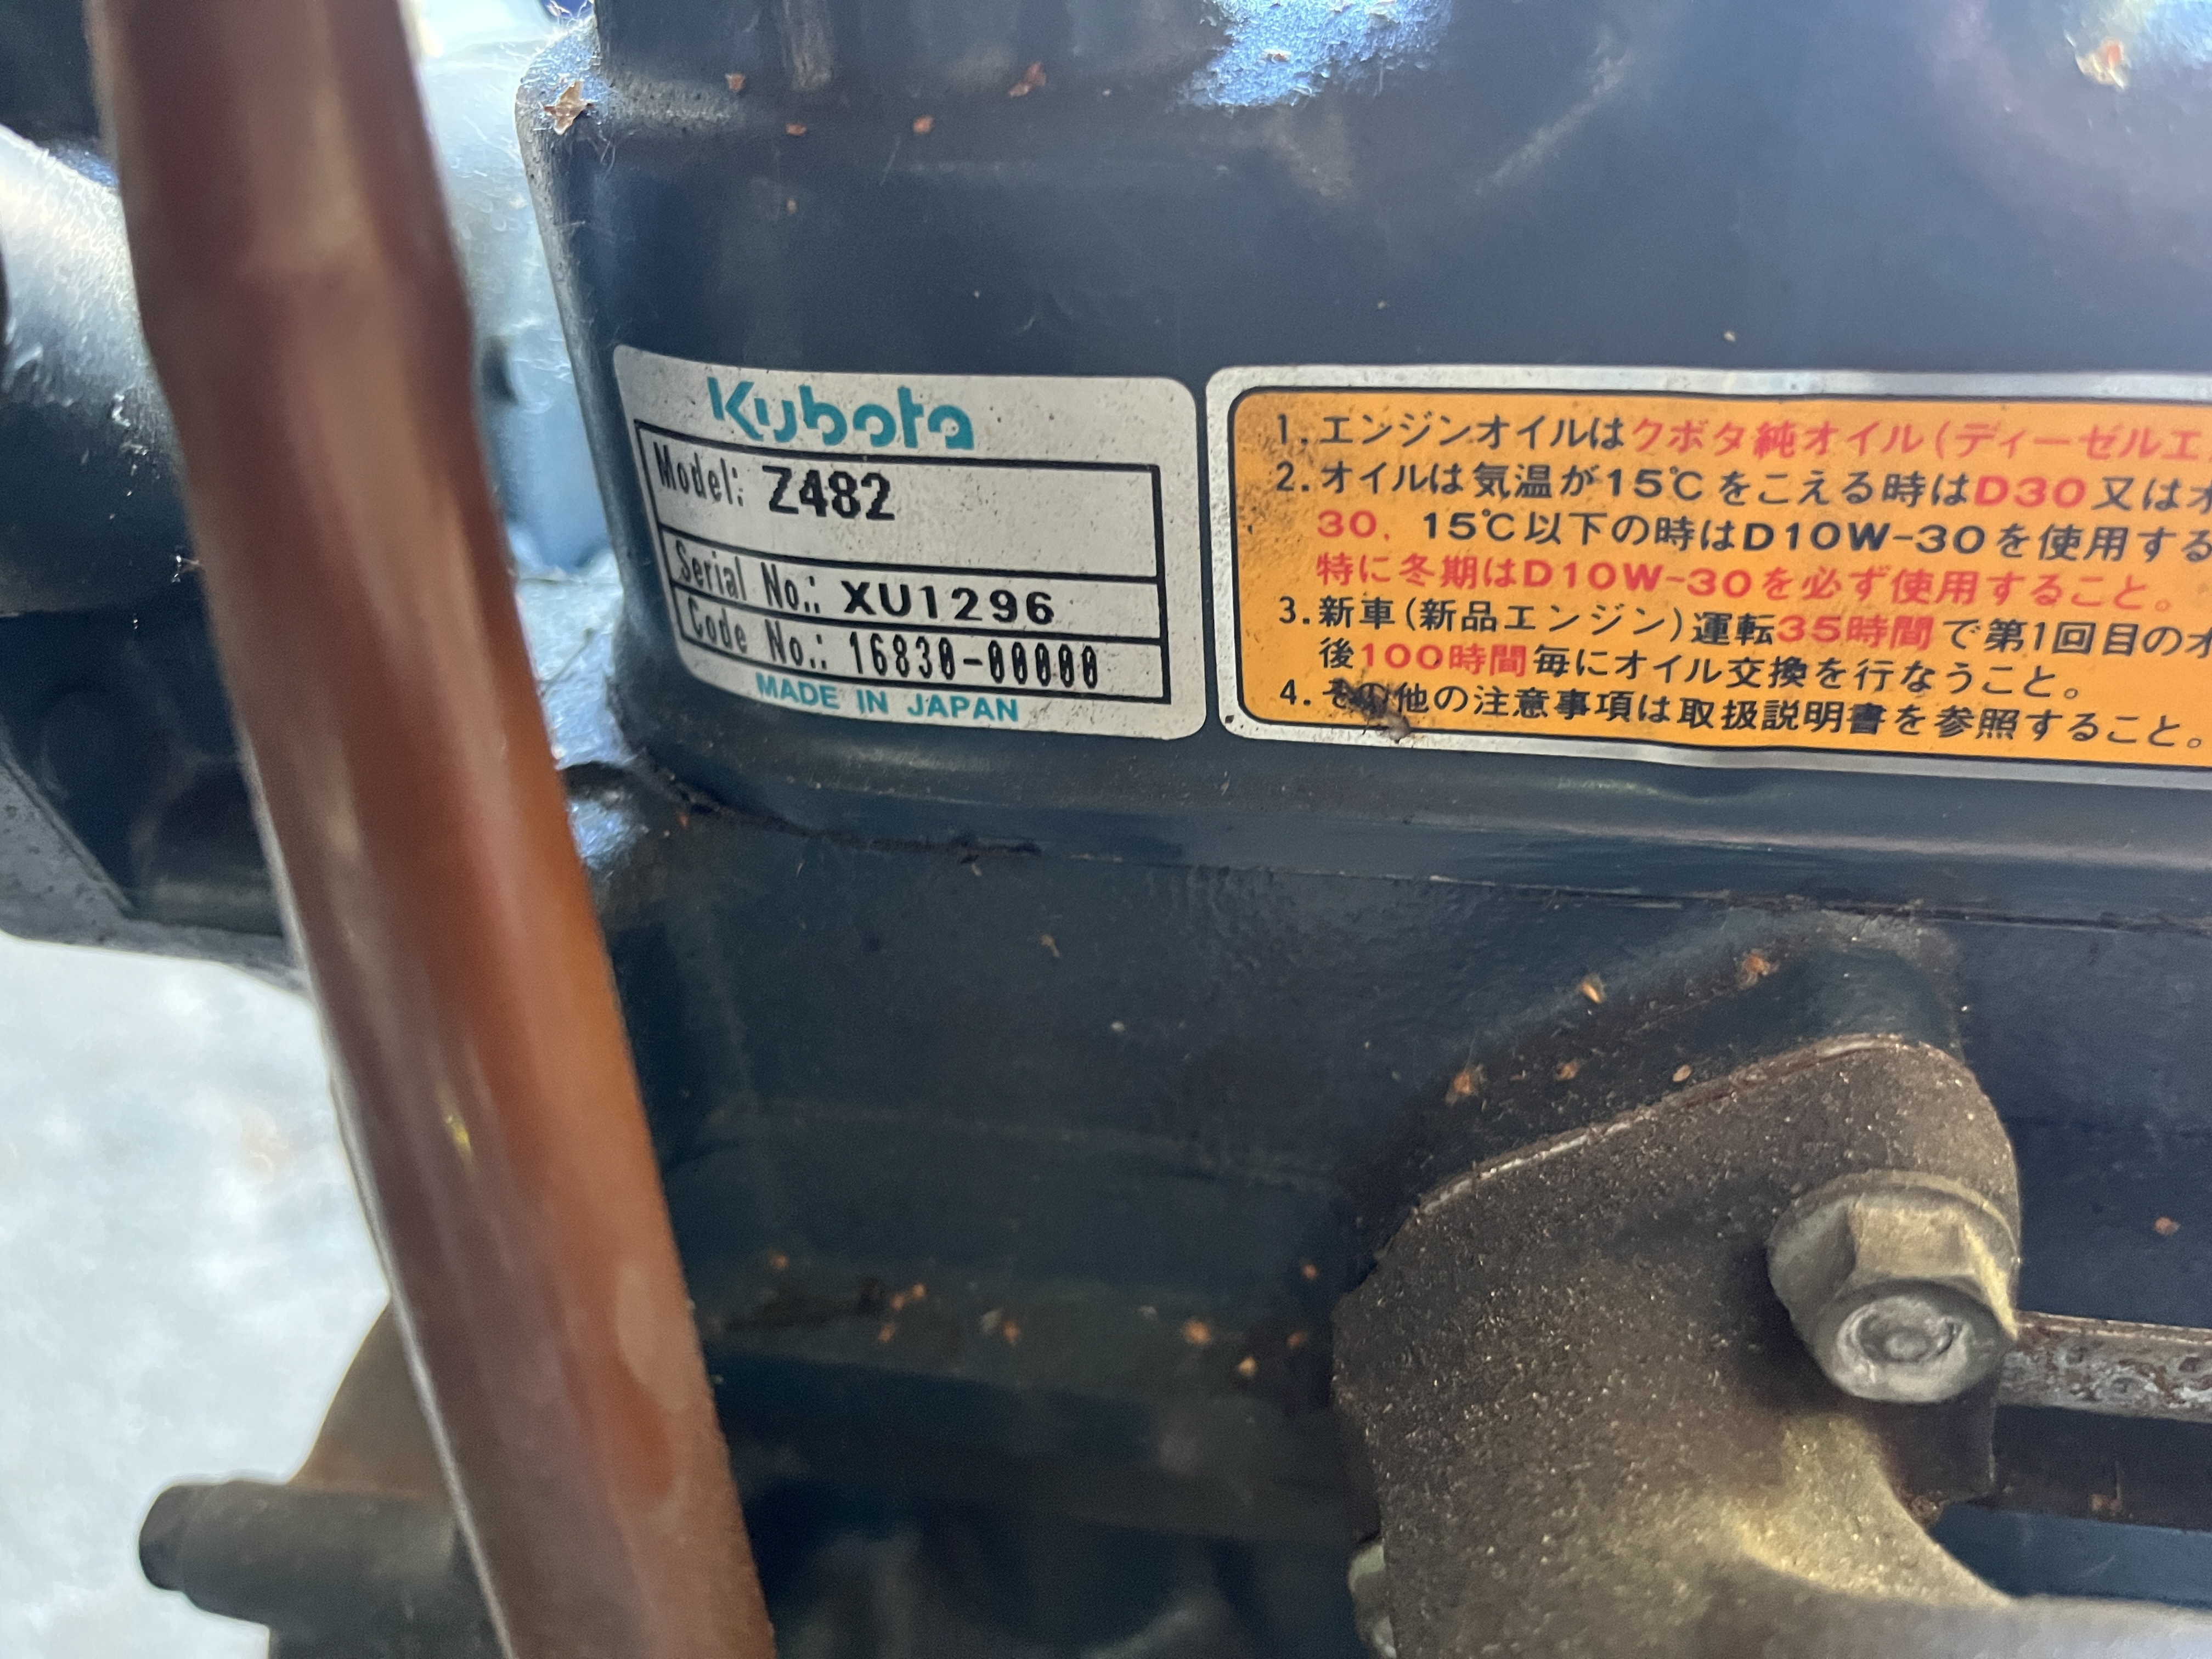 Kubota
Model: Z482
Serial No.: XU1296
Code No.: 16830-00000
MADE IN JAPAN
1. エンジンオイルはクボタ純オイル(ディーゼルエ
2. オイルは気温が15℃をこえる時はD30又は
30, 15℃以下の時はD10W-30を使用する
特に冬期はD10W-30を必ず使用すること。
3. 新車(新品エンジン)運転35時間で第1回目の
後100時間毎にオイル交換を行なうこと。
4. その他の注意事項は取扱説明書を参照すること。